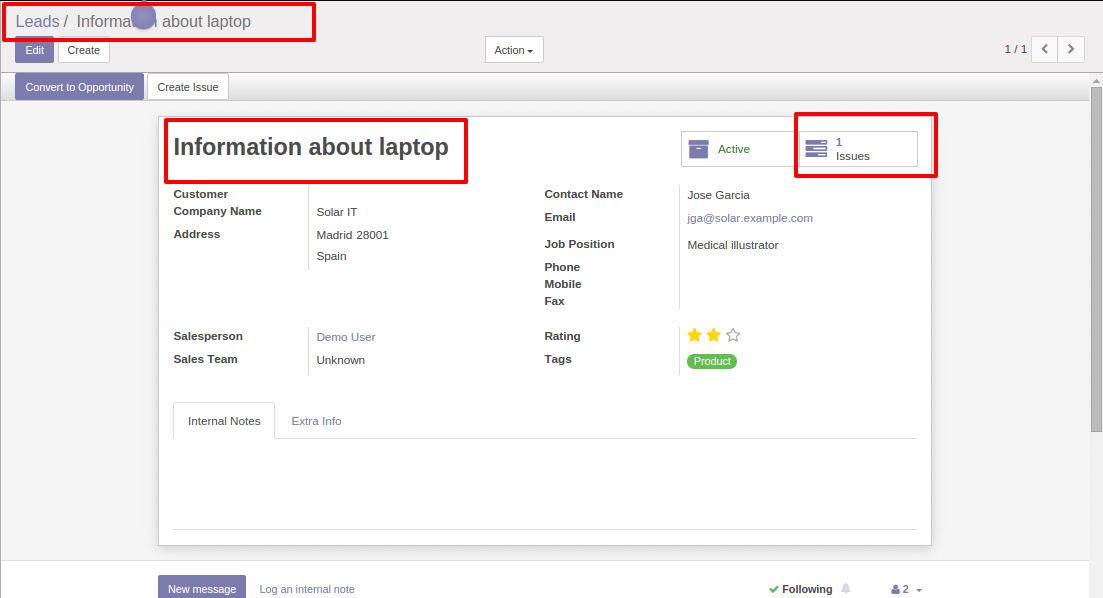 Leads / Information about laptop
Edit Create Action 1 / 1
Convert to Opportunity Create Issue
Information about laptop
Active
1
Issues
Customer
Company Name Solar IT
Address Madrid 28001
Spain
Contact Name Jose Garcia
Email jga@solar.example.com
Job Position Medical illustrator
Phone
Mobile
Fax
Salesperson Demo User
Sales Team Unknown
Rating
Tags Product
Internal Notes Extra Info
New message Log an internal note Following 2